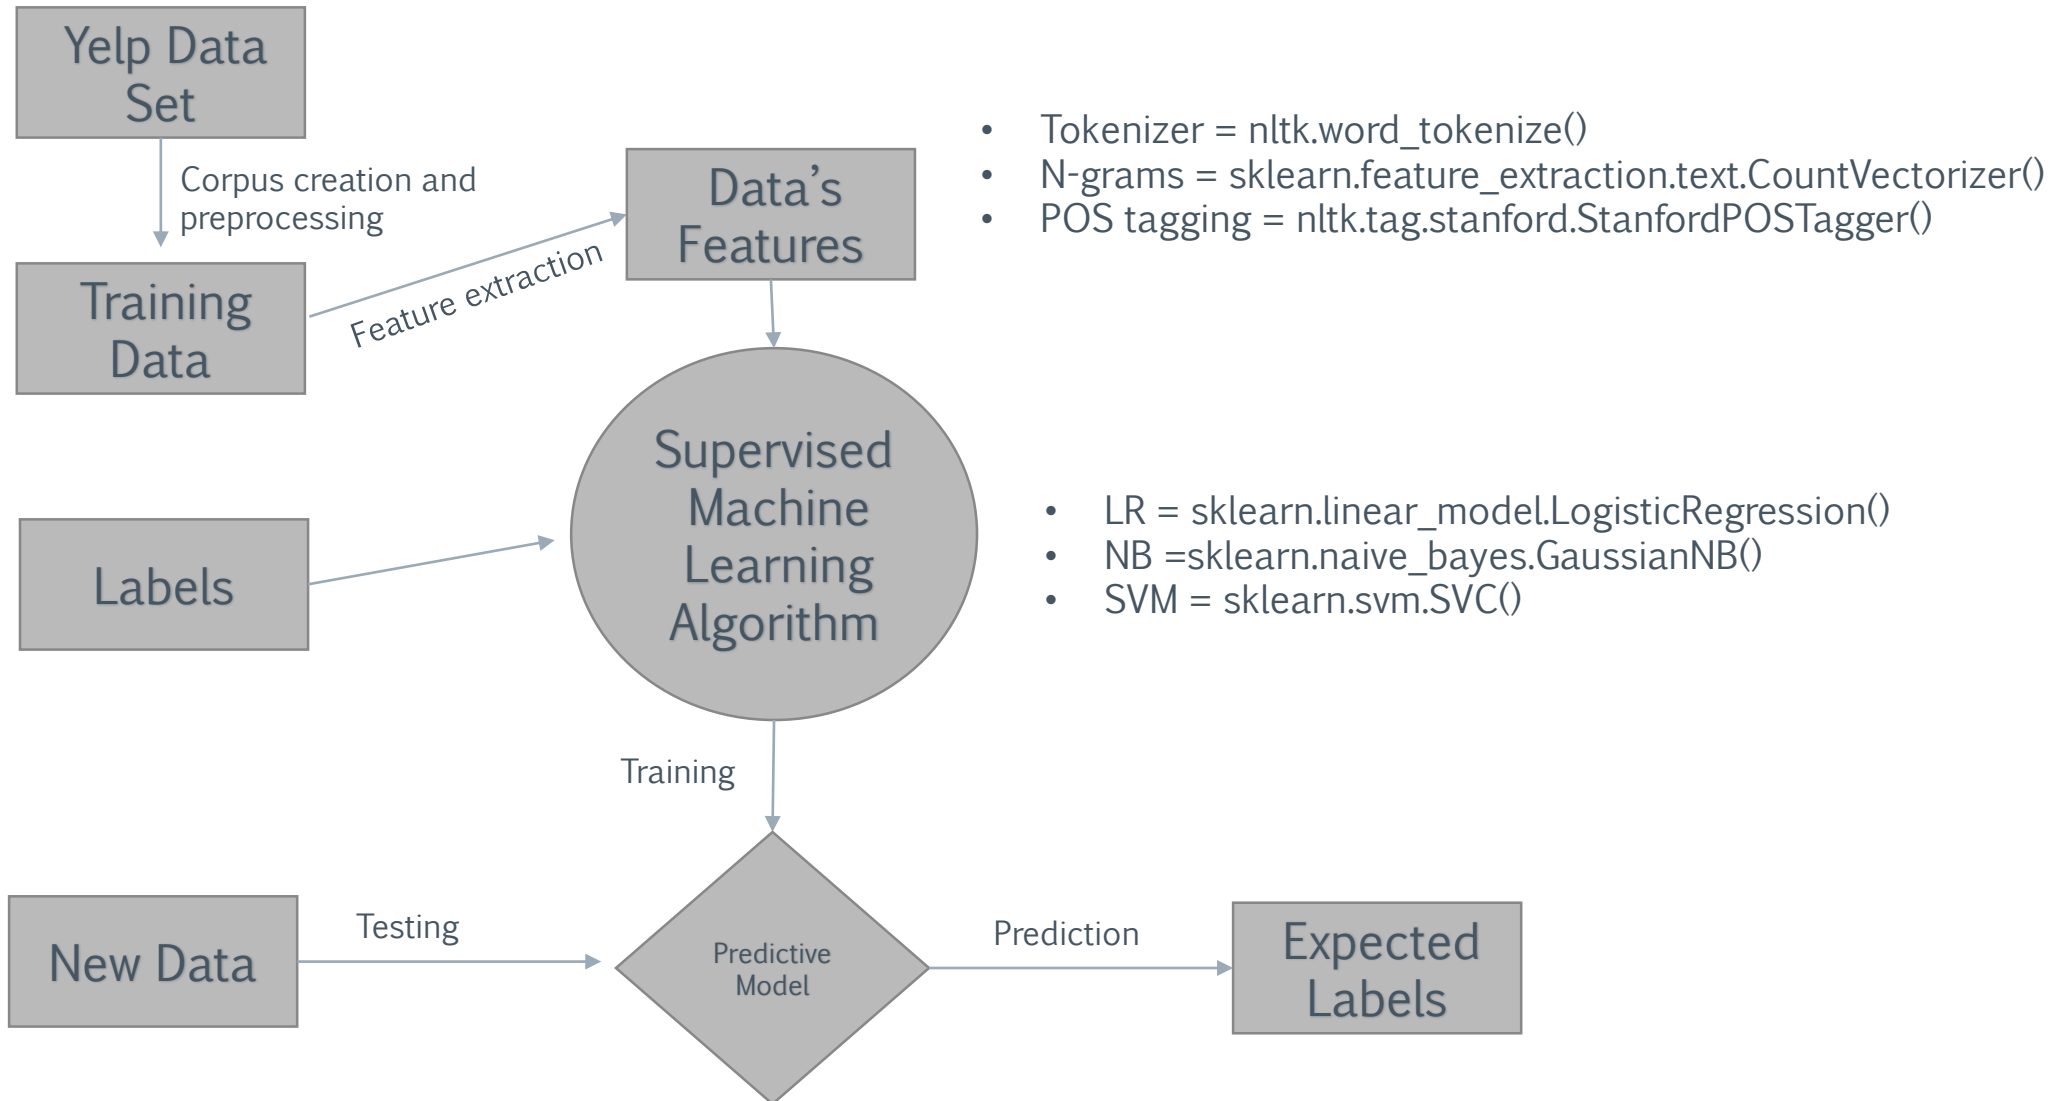 Yelp Data
Set
Corpus creation and
preprocessing
Training
Data
Feature extraction
Data’s
Features
• Tokenizer = nltk.word_tokenize()
• N-grams = sklearn.feature_extraction.text.CountVectorizer()
• POS tagging = nltk.tag.stanford.StanfordPOSTagger()
Labels
Supervised
Machine
Learning
Algorithm
• LR = sklearn.linear_model.LogisticRegression()
• NB =sklearn.naive_bayes.GaussianNB()
• SVM = sklearn.svm.SVC()
Training
New Data
Testing
Predictive
Model
Prediction
Expected
Labels